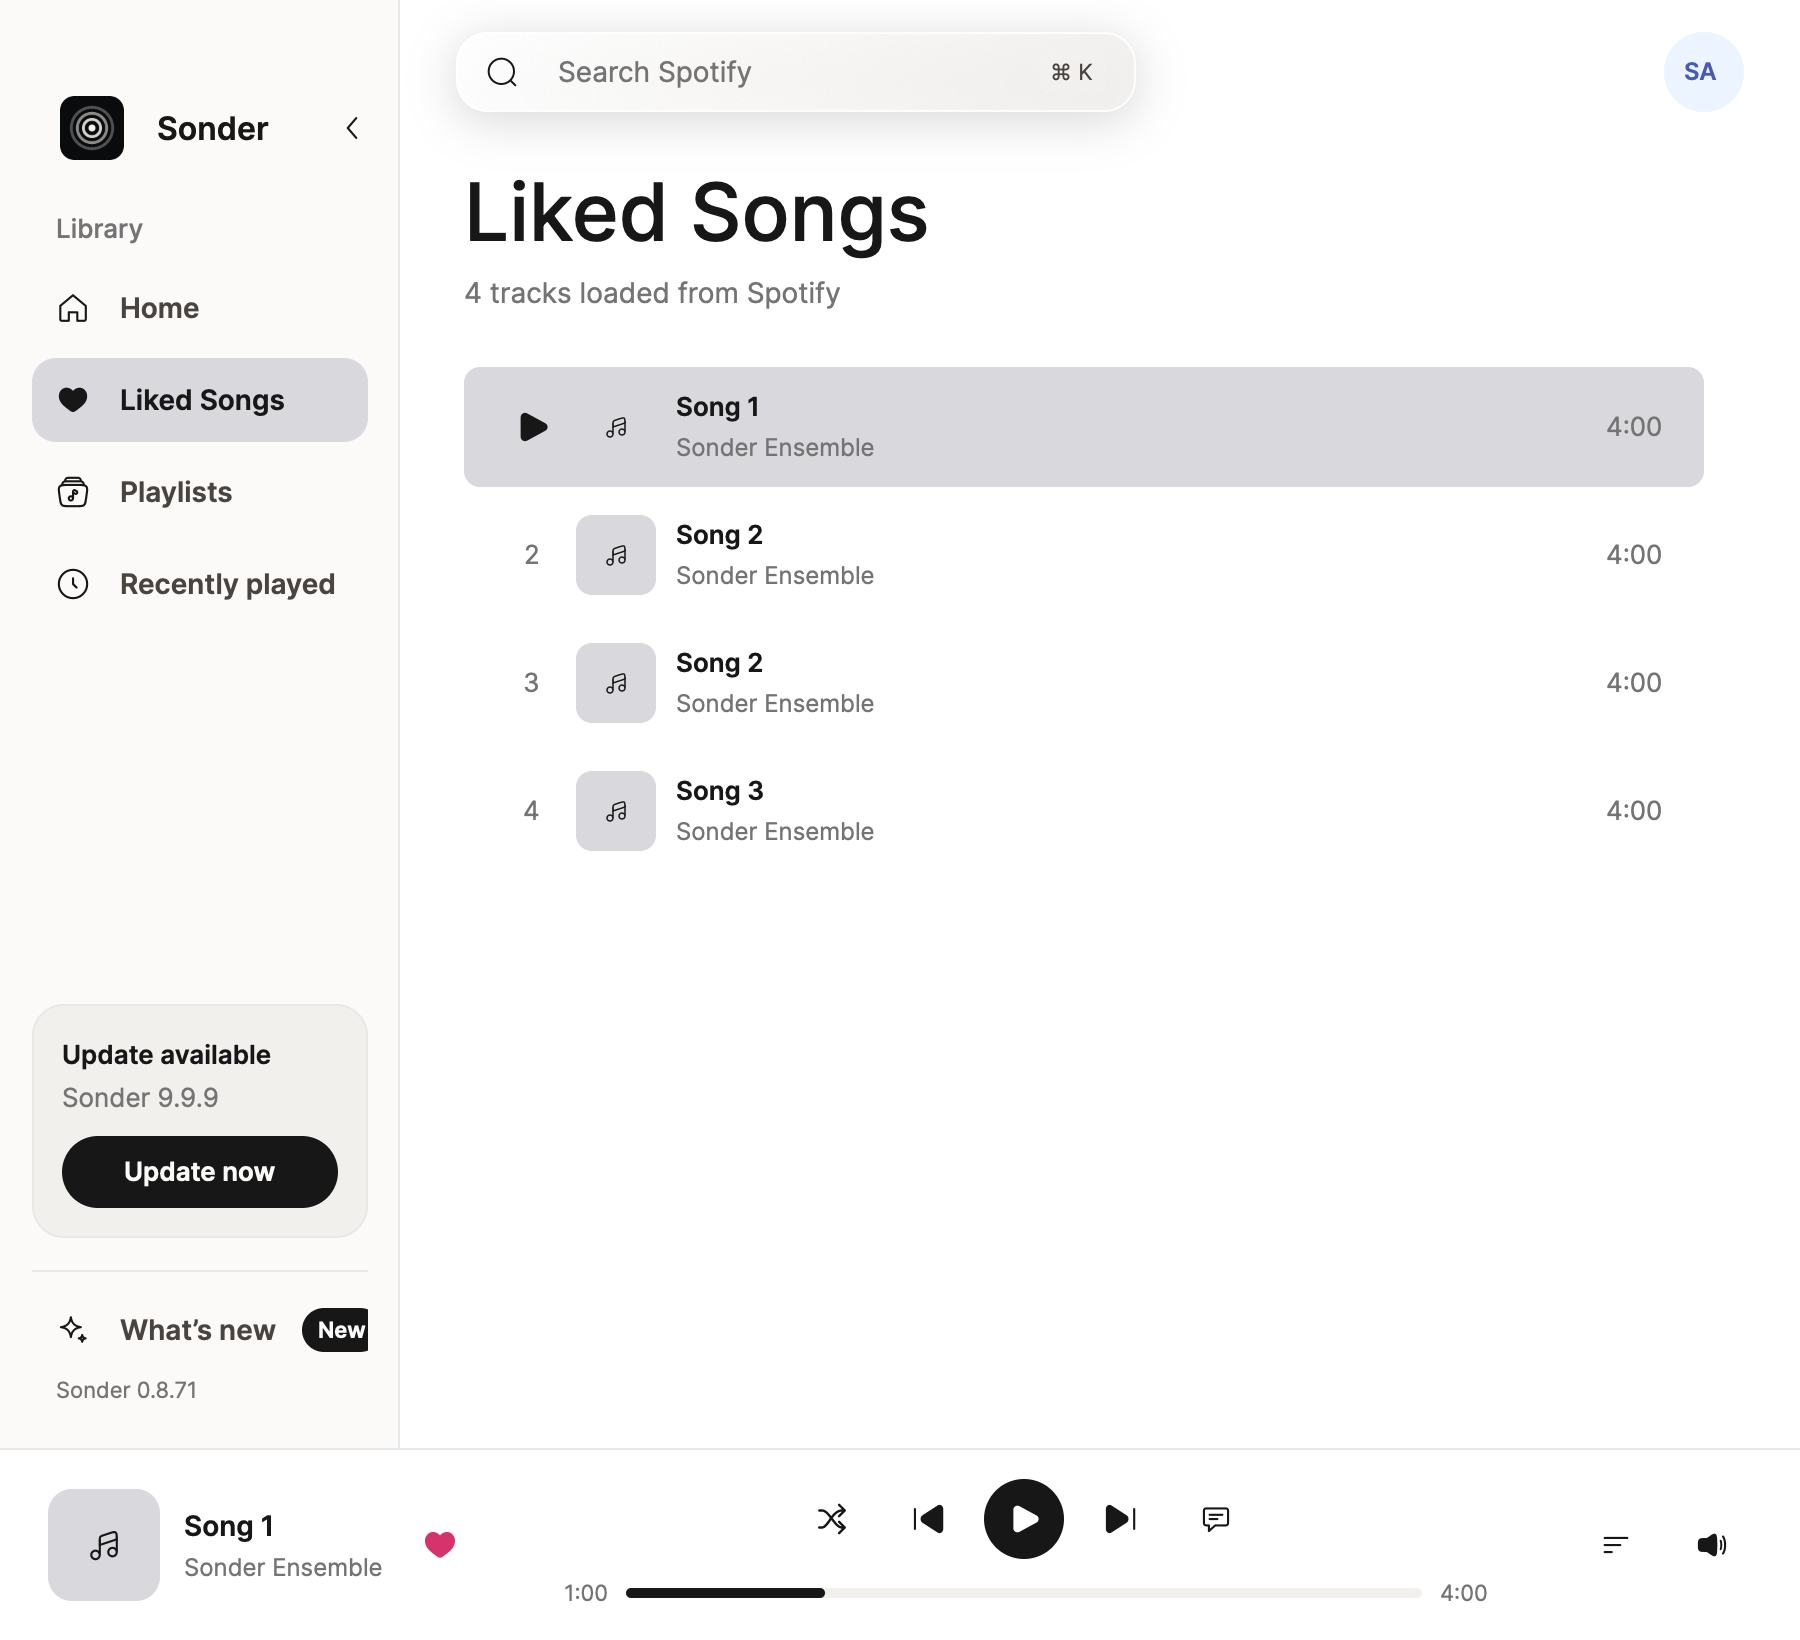 Sonder
Library
Home
Liked Songs
Playlists
Recently played
Update available
Sonder 9.9.9
Update now
What’s new New
Sonder 0.8.71
Search Spotify ⌘ K
SA
Liked Songs
4 tracks loaded from Spotify
Song 1
Sonder Ensemble
4:00
2
Song 2
Sonder Ensemble
4:00
3
Song 2
Sonder Ensemble
4:00
4
Song 3
Sonder Ensemble
4:00
Song 1
Sonder Ensemble
1:00
4:00